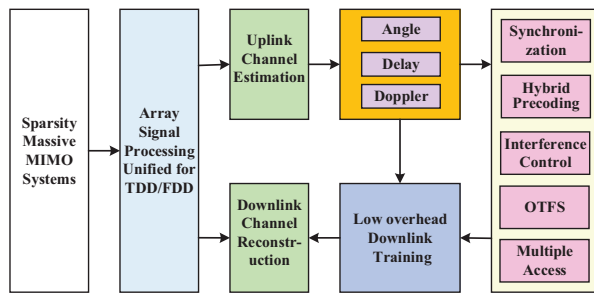 Sparsity
Massive
MIMO
Systems
Array
Signal
Processing
Unified for
TDD/FDD
Uplink
Channel
Estimation
Angle
Delay
Doppler
Synchroni-
zation
Hybrid
Precoding
Interference
Control
OTFS
Multiple
Access
Low overhead
Downlink
Training
Downlink
Channel
Reconstr-
uction